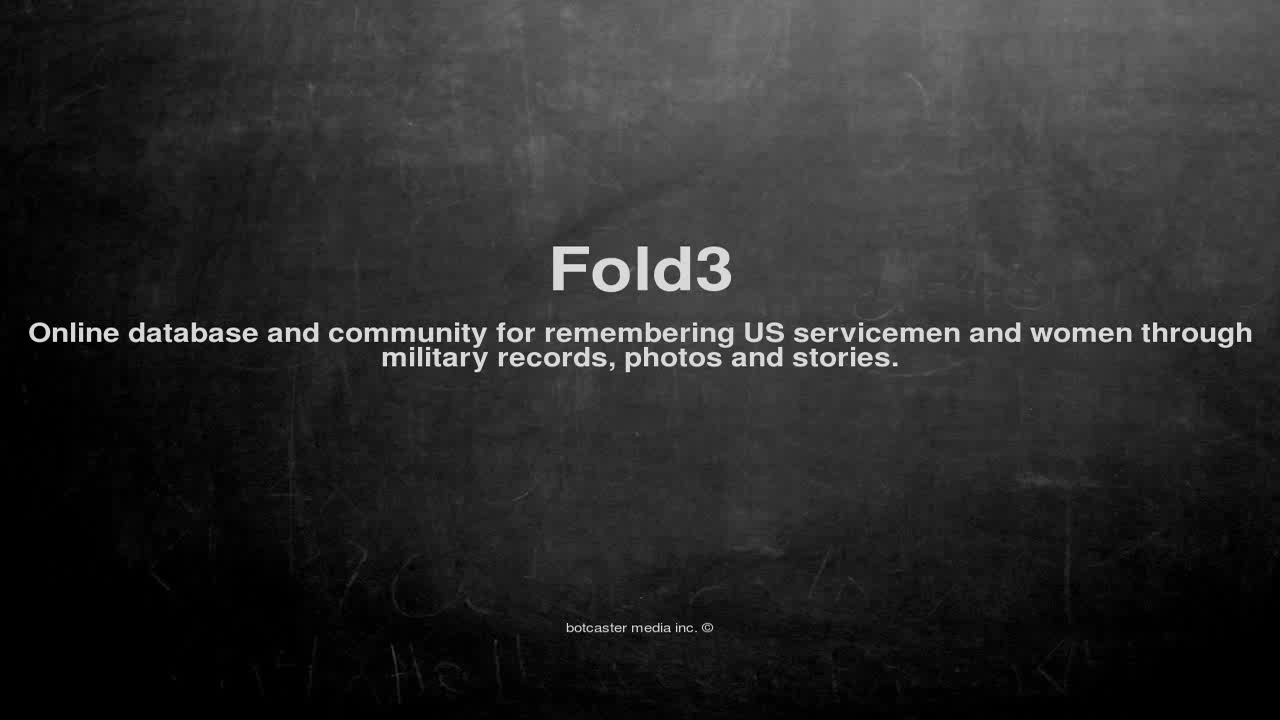 Fold3
Online database and community for remembering US servicemen and women through
military records, photos and stories.
botcaster media inc. ©